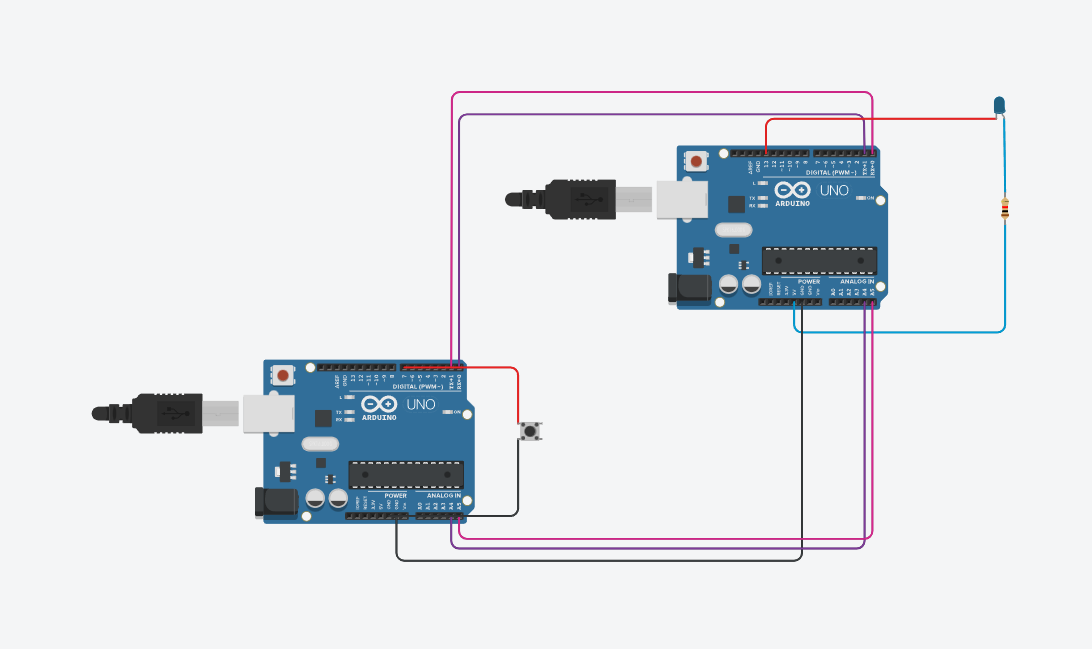 AREF
GND
13
12
~11
~10
~9
8
7
~6
~5
4
~3
2
TX→1
RX←0
DIGITAL (PWM~)
L
TX
RX
ARDUINO
UNO
ON
POWER
ANALOG IN
IOREF
RESET
3.3V
5V
GND
GND
Vin
A0
A1
A2
A3
A4
A5
AREF
GND
13
12
~11
~10
~9
8
7
~6
~5
4
~3
2
TX→1
RX←0
DIGITAL (PWM~)
L
TX
RX
ARDUINO
UNO
ON
POWER
ANALOG IN
IOREF
RESET
3.3V
5V
GND
GND
Vin
A0
A1
A2
A3
A4
A5